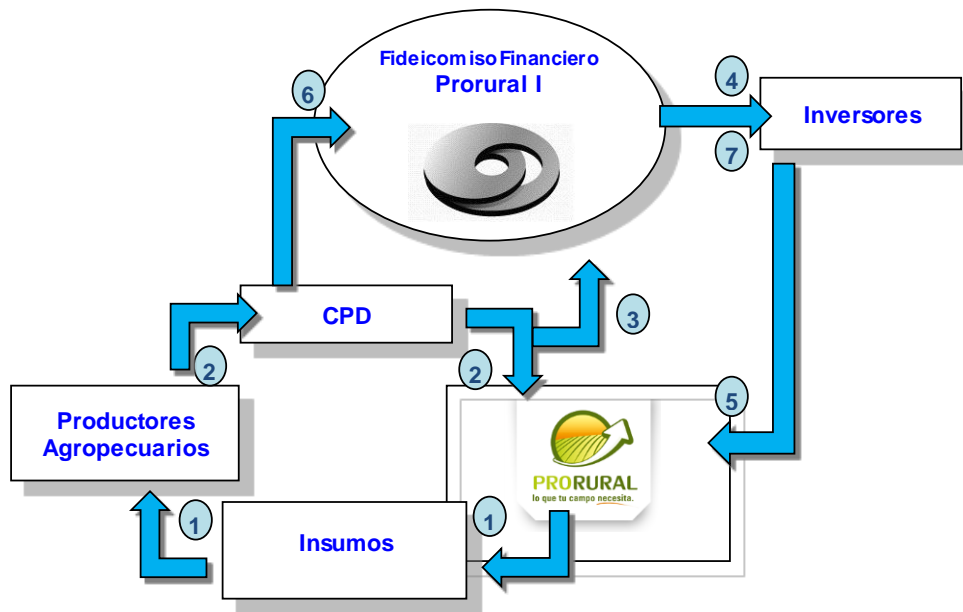 Fideicomiso Financiero
Prorural I
6
4
Inversores
7
CPD
3
2
2
5
Productores
Agropecuarios
PRORURAL
lo que tu campo necesita.
1
1
Insumos